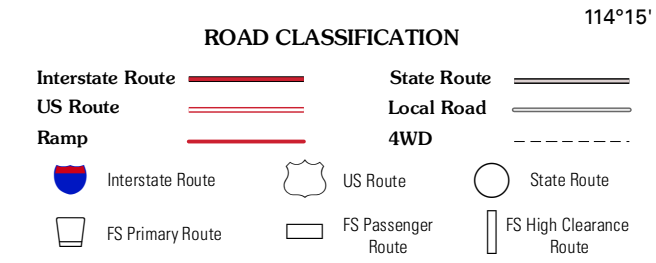 114°15'
ROAD CLASSIFICATION
Interstate Route
State Route
US Route
Local Road
Ramp
4WD
Interstate Route
US Route
State Route
FS Primary Route
FS Passenger
Route
FS High Clearance
Route